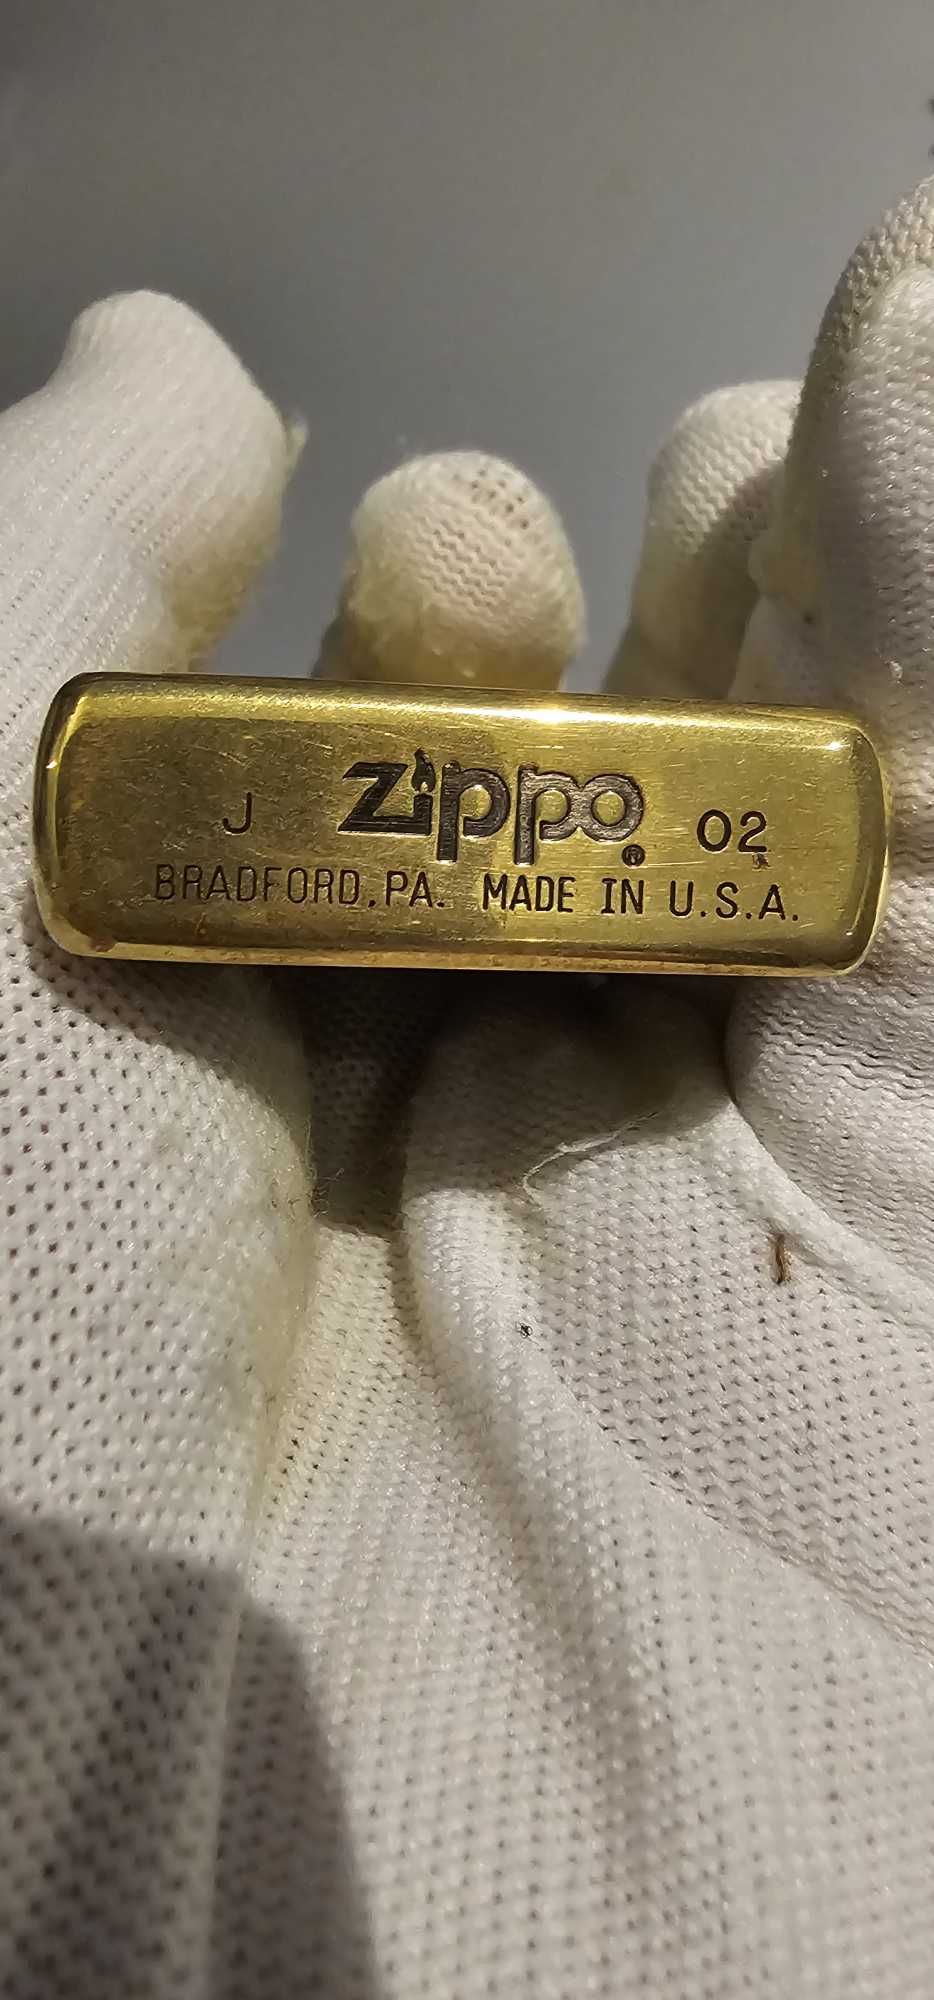 J Zippo® 02
BRADFORD, PA. MADE IN U.S.A.